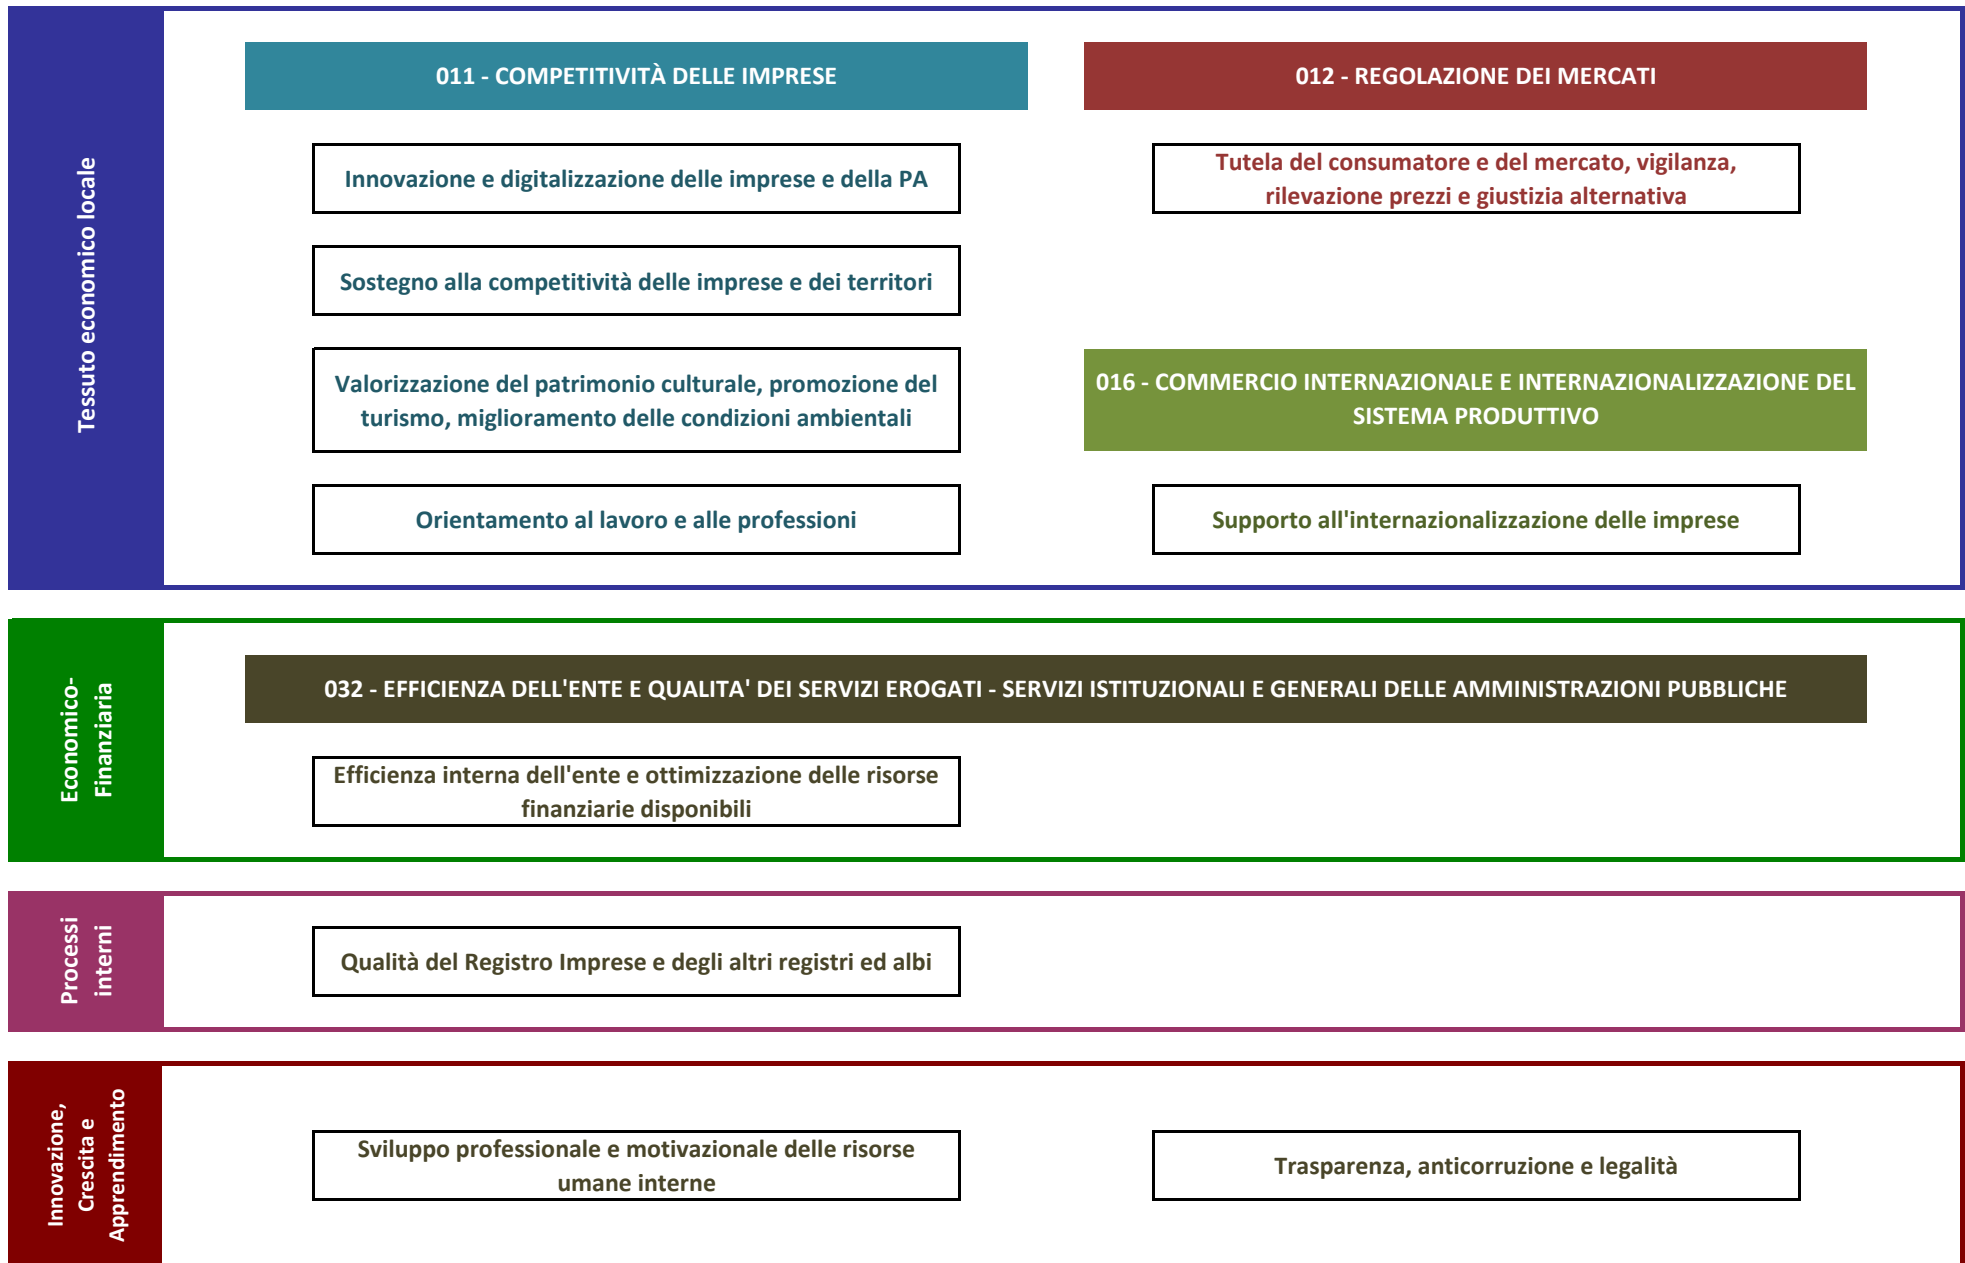 Tessuto economico locale
011 - COMPETITIVITÀ DELLE IMPRESE
Innovazione e digitalizzazione delle imprese e della PA
Sostegno alla competitività delle imprese e dei territori
Valorizzazione del patrimonio culturale, promozione del
turismo, miglioramento delle condizioni ambientali
Orientamento al lavoro e alle professioni
012 - REGOLAZIONE DEI MERCATI
Tutela del consumatore e del mercato, vigilanza,
rilevazione prezzi e giustizia alternativa
016 - COMMERCIO INTERNAZIONALE E INTERNAZIONALIZZAZIONE DEL
SISTEMA PRODUTTIVO
Supporto all'internazionalizzazione delle imprese
Economico-
Finanziaria
032 - EFFICIENZA DELL'ENTE E QUALITA' DEI SERVIZI EROGATI - SERVIZI ISTITUZIONALI E GENERALI DELLE AMMINISTRAZIONI PUBBLICHE
Efficienza interna dell'ente e ottimizzazione delle risorse
finanziarie disponibili
Processi
interni
Qualità del Registro Imprese e degli altri registri ed albi
Innovazione,
Crescita e
Apprendimento
Sviluppo professionale e motivazionale delle risorse
umane interne
Trasparenza, anticorruzione e legalità